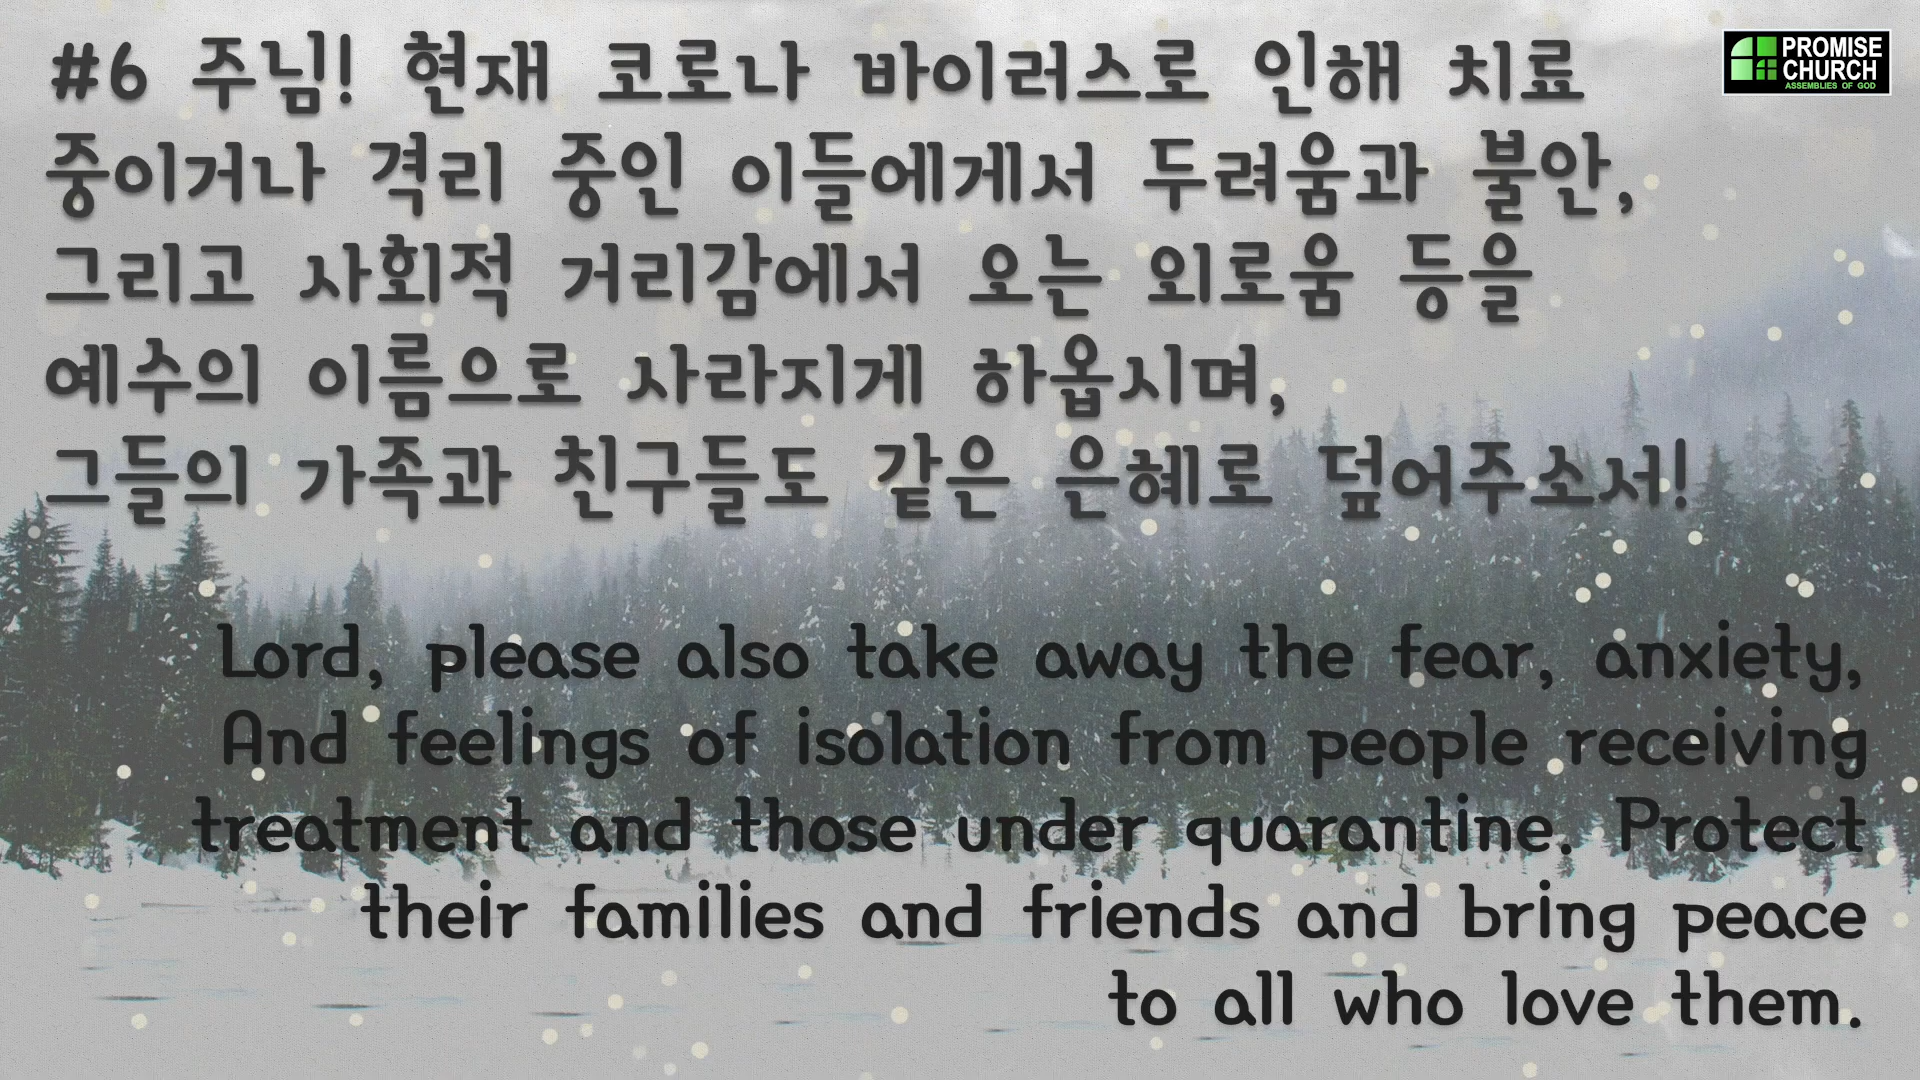 #6 주님! 현재 코로나 바이러스로 인해 치료
중이거나 격리 중인 이들에게서 두려움과 불안,
그리고 사회적 거리감에서 오는 외로움 등을
예수의 이름으로 사라지게 하옵시며,
그들의 가족과 친구들도 같은 은혜로 덮어주소서!
PROMISE
CHURCH
ASSEMBLIES OF GOD
Lord, please also take away the fear, anxiety,
And feelings of isolation from people receiving
treatment and those under quarantine. Protect
their families and friends and bring peace
to all who love them.